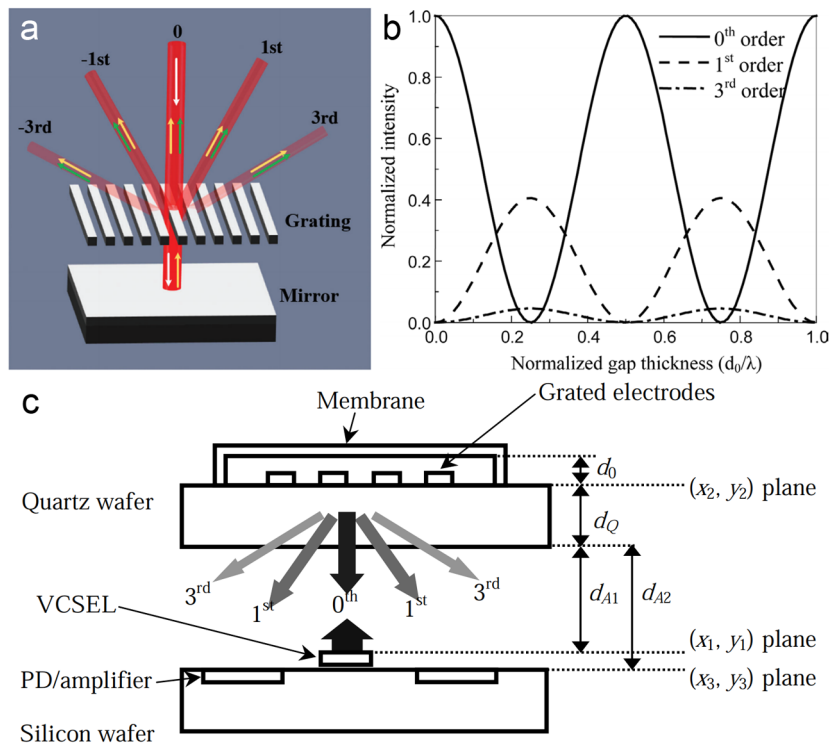 a
0
-1st
1st
-3rd
3rd
Grating
Mirror
b
0th order
1st order
3rd order
Normalized intensity
1.0
0.8
0.6
0.4
0.2
0.0
0.0 0.2 0.4 0.6 0.8 1.0
Normalized gap thickness (d0/λ)
c
Membrane
Grated electrodes
d0
Quartz wafer
(x2, y2) plane
dQ
3rd
1st
0th
1st
3rd
dA1
dA2
VCSEL
(x1, y1) plane
PD/amplifier
(x3, y3) plane
Silicon wafer